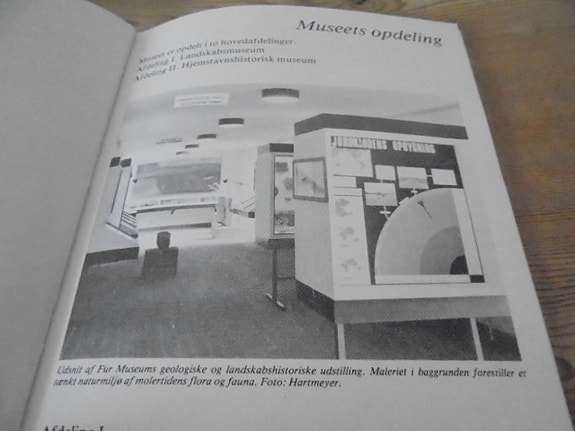 Museets opdeling
Museet er opdelt i to hovedafdelinger.
Afdeling I. Landskabsmuseum
Afdeling II. Hjemstavnshistorisk museum
JORDKLODENS OPBYGNING
Udsnit af Fur Museums geologiske og landskabshistoriske udstilling. Maleriet i baggrunden forestiller et
tænkt naturmiljø af molertidens flora og fauna. Foto: Hartmeyer.
Afdeling I